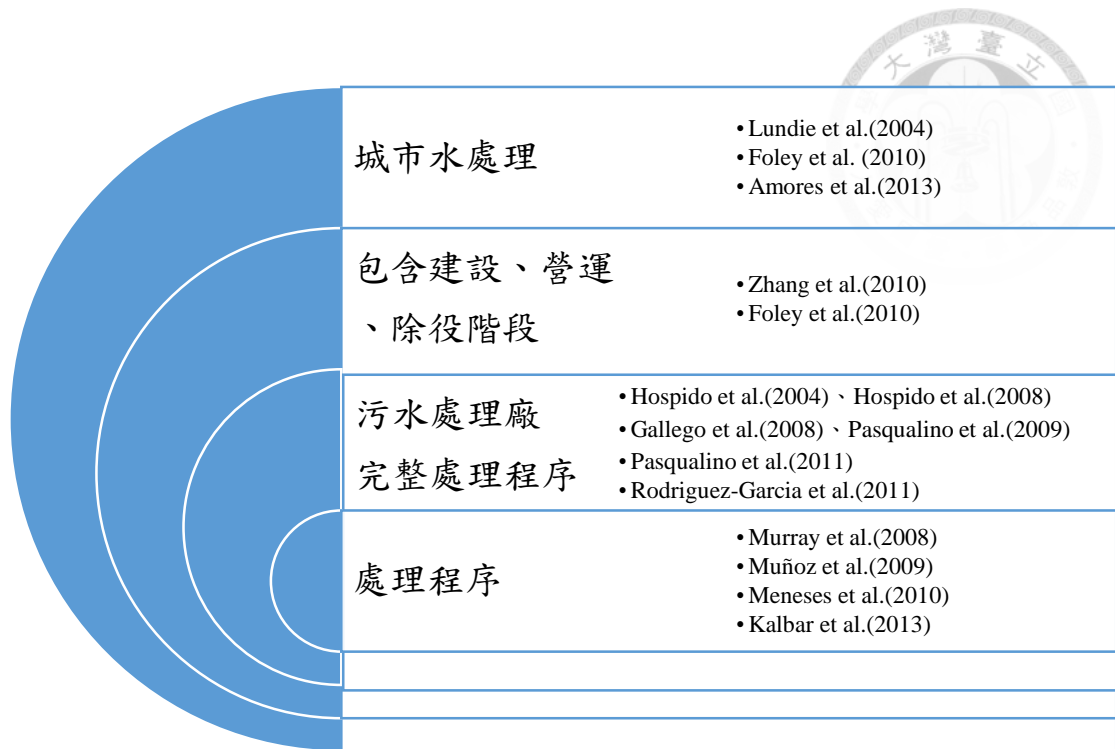 大 灣 臺 立
城市水處理
• Lundie et al.(2004)
• Foley et al. (2010)
• Amores et al.(2013)
包含建設、營運
、除役階段
• Zhang et al.(2010)
• Foley et al.(2010)
污水處理廠
完整處理程序
• Hospido et al.(2004)、Hospido et al.(2008)
• Gallego et al.(2008)、Pasqualino et al.(2009)
• Pasqualino et al.(2011)
• Rodriguez-Garcia et al.(2011)
處理程序
• Murray et al.(2008)
• Muñoz et al.(2009)
• Meneses et al.(2010)
• Kalbar et al.(2013)